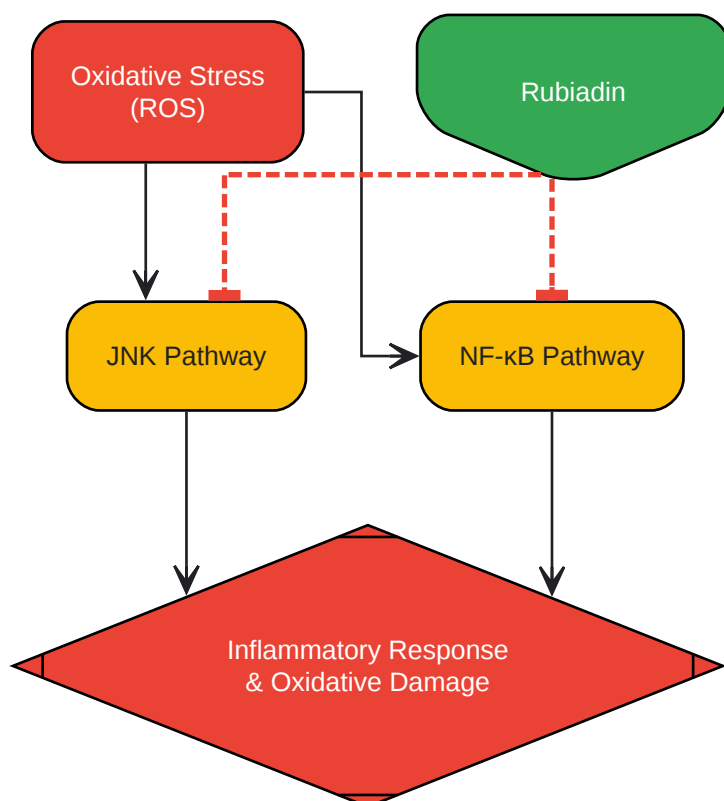 Oxidative Stress
(ROS)
Rubiadin
JNK Pathway
NF-κB Pathway
Inflammatory Response
& Oxidative Damage